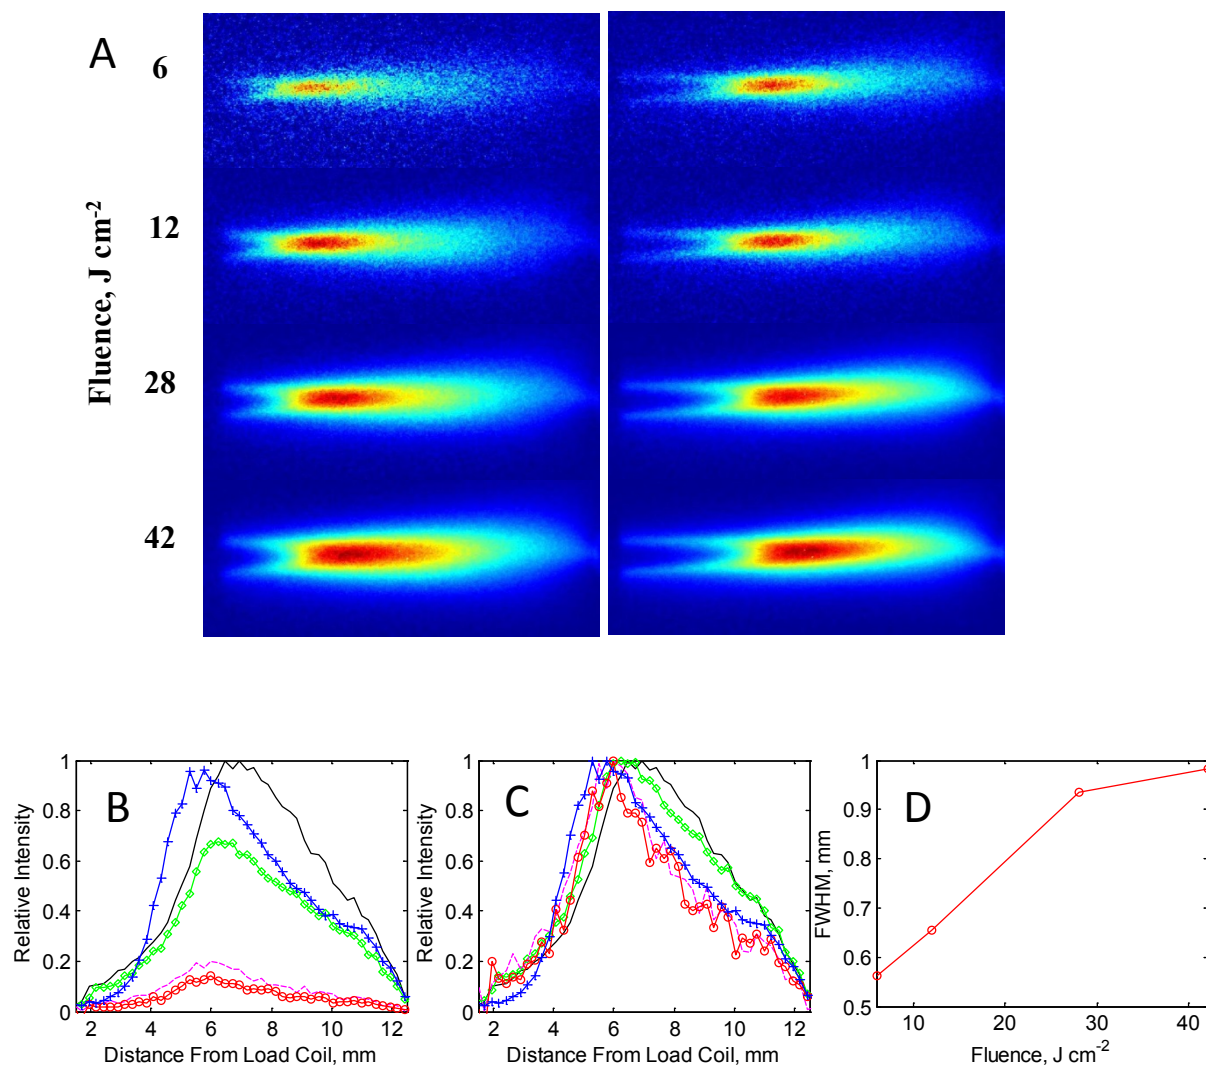 A
6
12
28
42
Fluence, J cm-2
B
Relative Intensity
1
0.8
0.6
0.4
0.2
0
2 4 6 8 10 12
Distance From Load Coil, mm
C
Relative Intensity
1
0.8
0.6
0.4
0.2
0
2 4 6 8 10 12
Distance From Load Coil, mm
D
FWHM, mm
1
0.9
0.8
0.7
0.6
0.5
10 20 30 40
Fluence, J cm-2